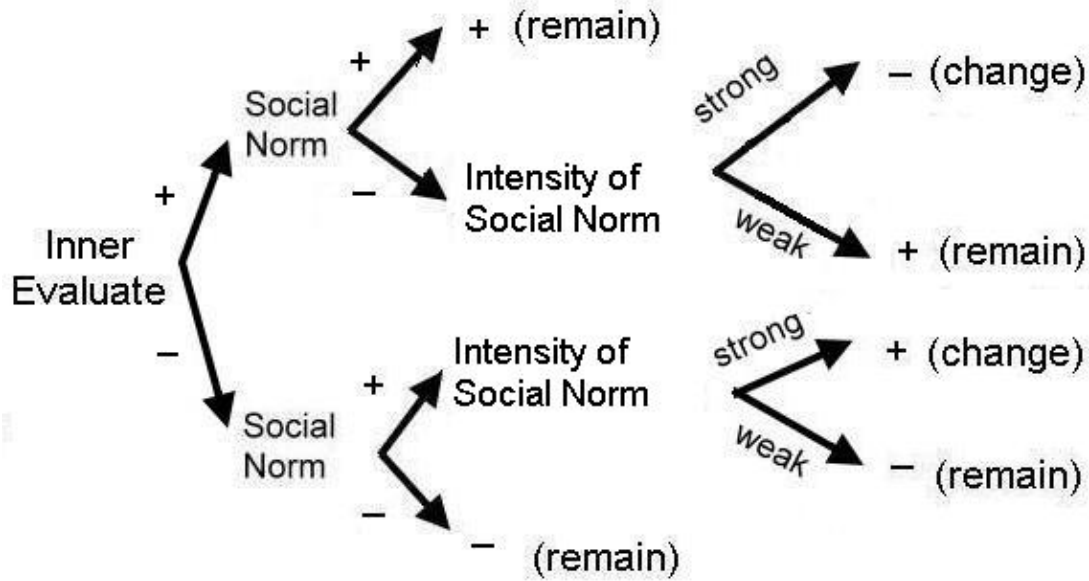 + (remain)
+
Social
Norm
−
Intensity of
Social Norm
strong
− (change)
weak
+ (remain)
+
Inner
Evaluate
−
Social
Norm
+
Intensity of
Social Norm
strong
+ (change)
weak
− (remain)
−
− (remain)